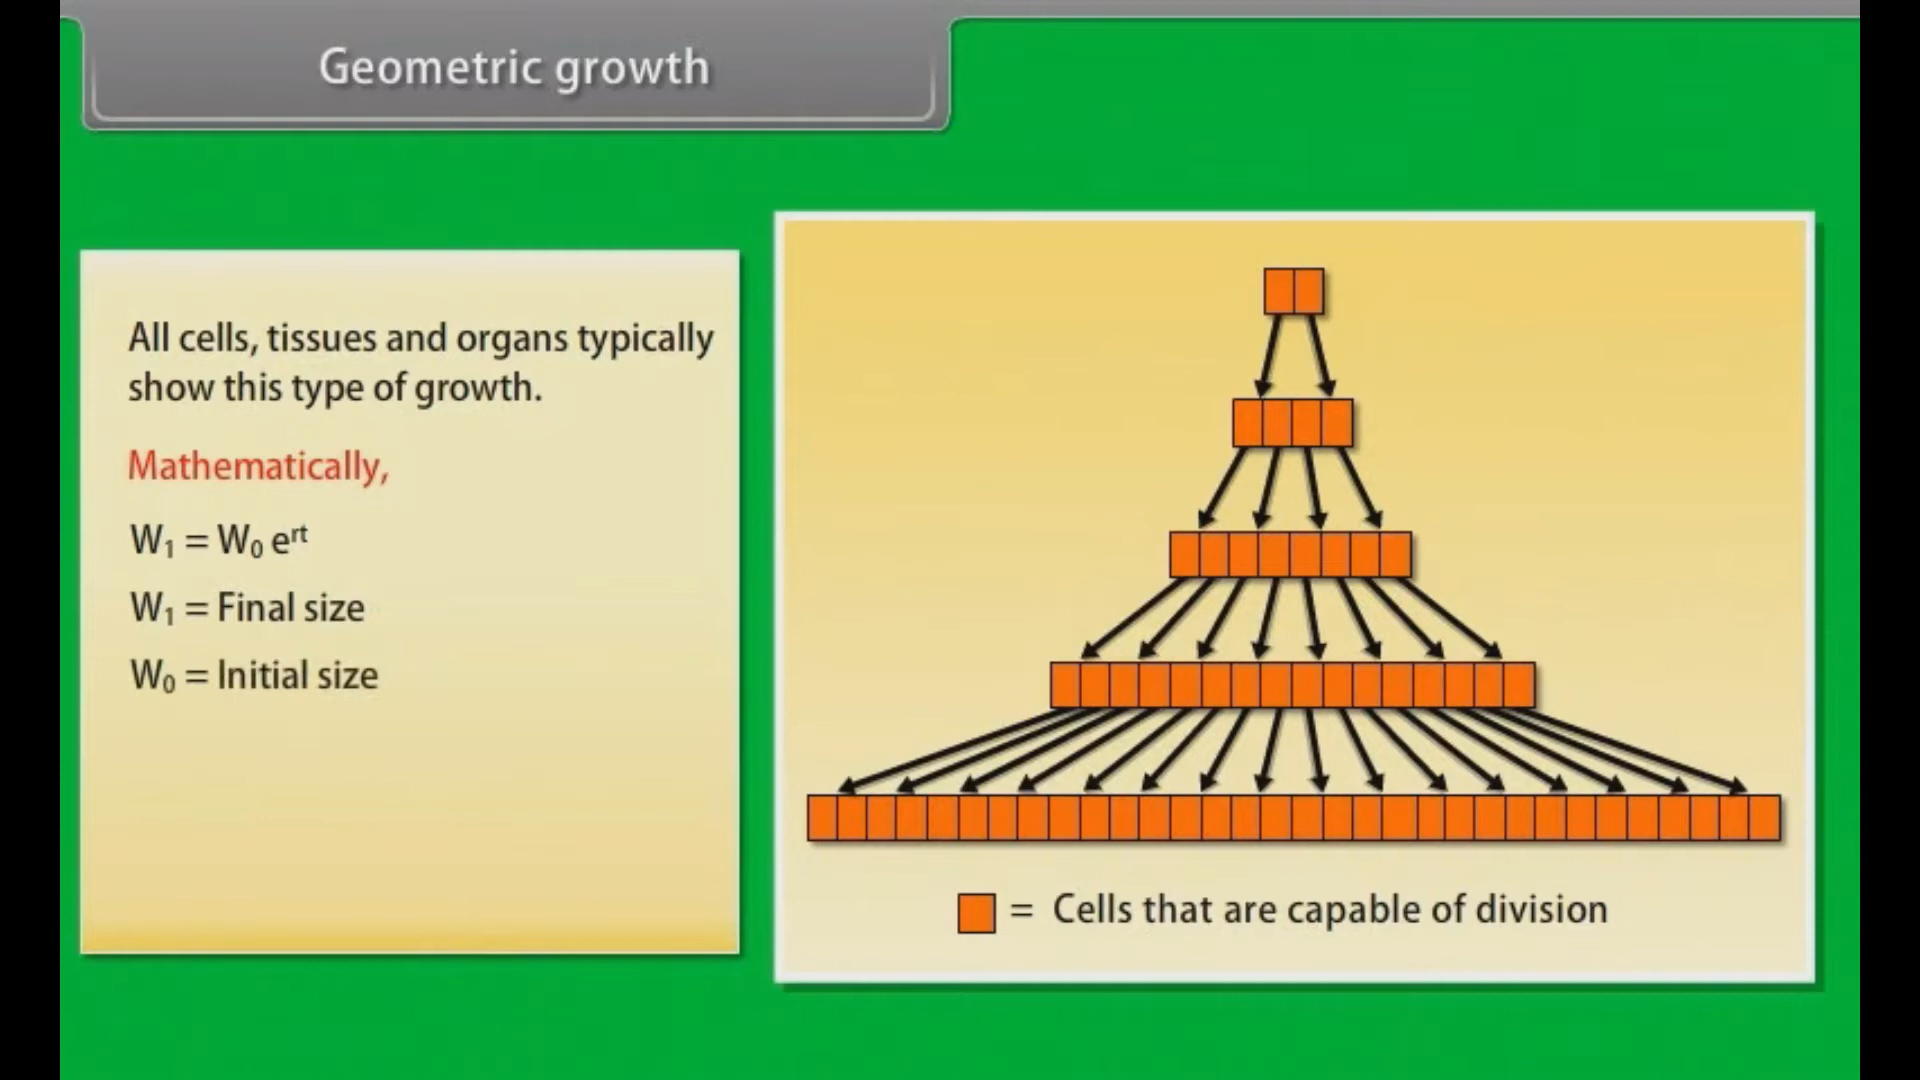 Geometric growth
All cells, tissues and organs typically
show this type of growth.
Mathematically,
W₁ = W₀ eʳᵗ
W₁ = Final size
W₀ = Initial size
= Cells that are capable of division